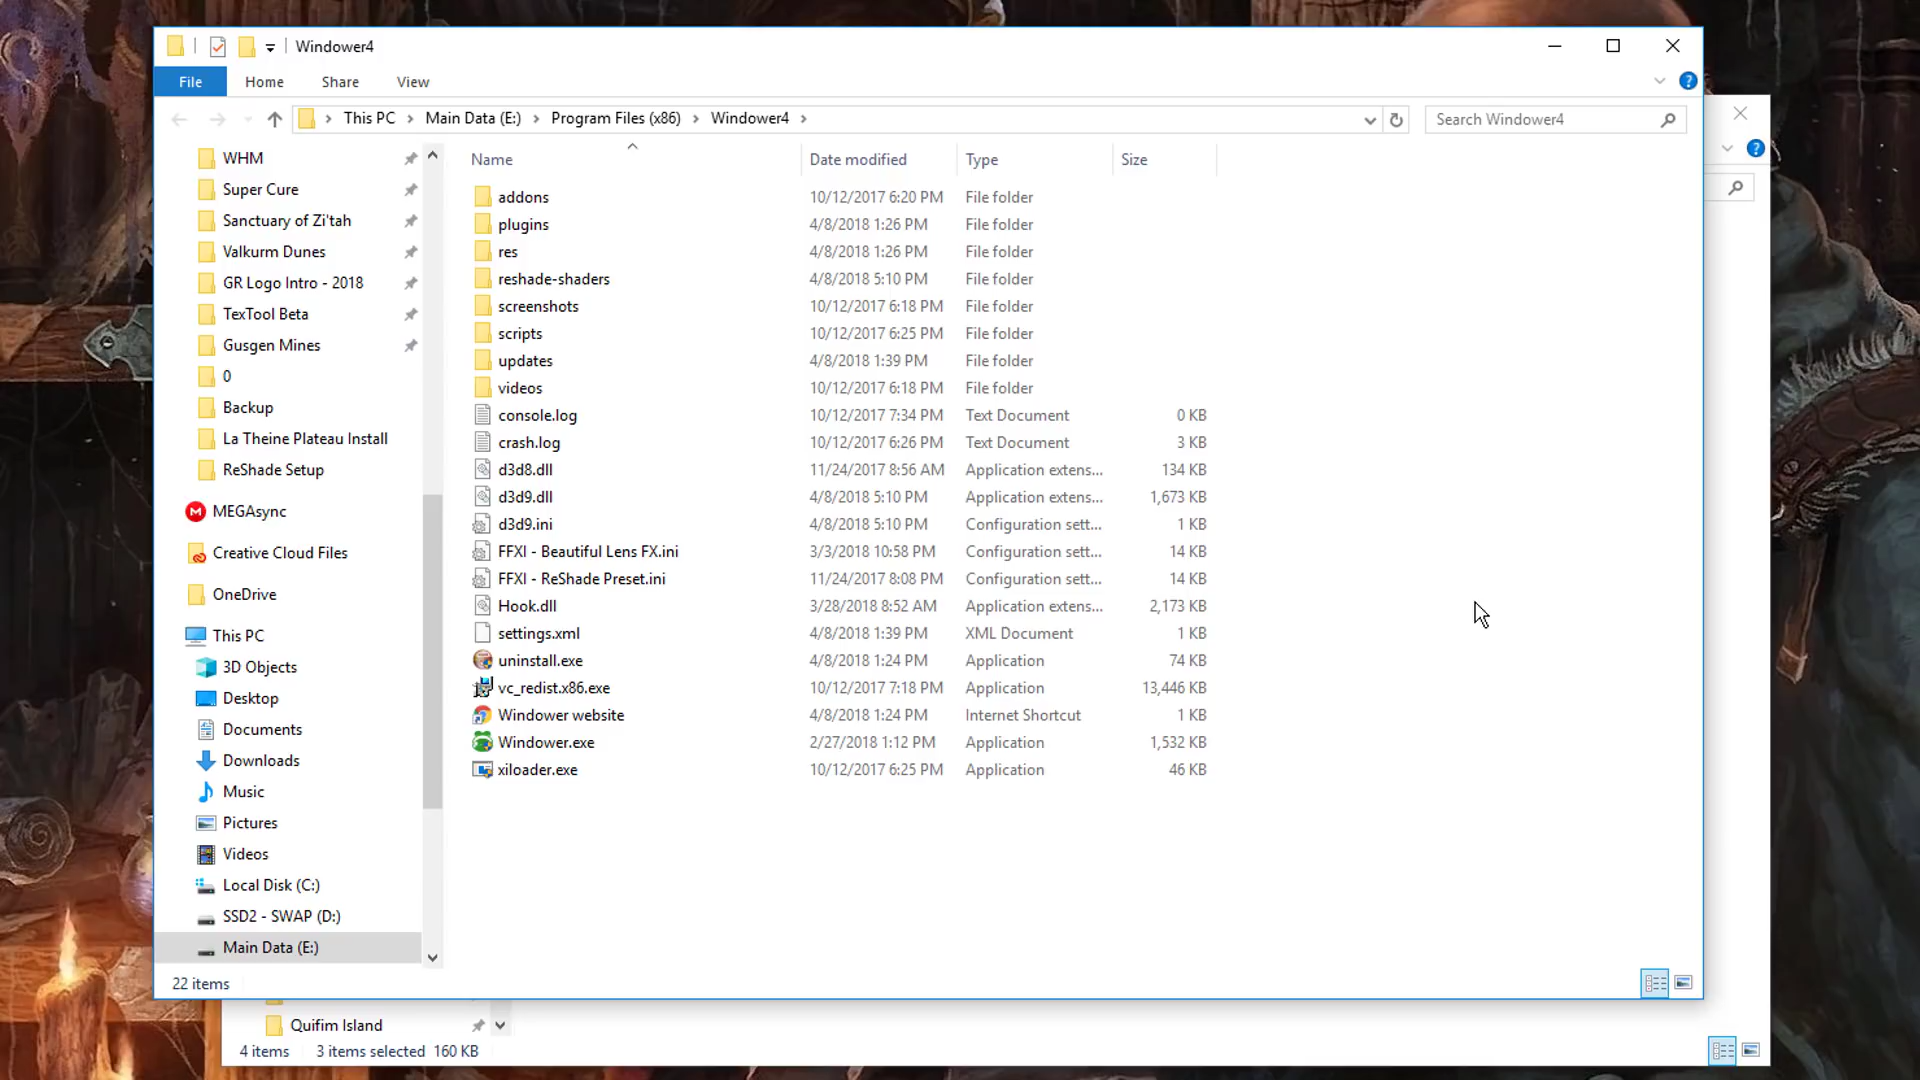 Windower4
File Home Share View
This PC Main Data (E:) Program Files (x86) Windower4
Search Windower4
WHM
Super Cure
Sanctuary of Zi'tah
Valkurm Dunes
GR Logo Intro - 2018
TexTool Beta
Gusgen Mines
0
Backup
La Theine Plateau Install
ReShade Setup
MEGAsync
Creative Cloud Files
OneDrive
This PC
3D Objects
Desktop
Documents
Downloads
Music
Pictures
Videos
Local Disk (C:)
SSD2 - SWAP (D:)
Main Data (E:)
Name Date modified Type Size
addons 10/12/2017 6:20 PM File folder
plugins 4/8/2018 1:26 PM File folder
res 4/8/2018 1:26 PM File folder
reshade-shaders 4/8/2018 5:10 PM File folder
screenshots 10/12/2017 6:18 PM File folder
scripts 10/12/2017 6:25 PM File folder
updates 4/8/2018 1:39 PM File folder
videos 10/12/2017 6:18 PM File folder
console.log 10/12/2017 7:34 PM Text Document 0 KB
crash.log 10/12/2017 6:26 PM Text Document 3 KB
d3d8.dll 11/24/2017 8:56 AM Application extens... 134 KB
d3d9.dll 4/8/2018 5:10 PM Application extens... 1,673 KB
d3d9.ini 4/8/2018 5:10 PM Configuration sett... 1 KB
FFXI - Beautiful Lens FX.ini 3/3/2018 10:58 PM Configuration sett... 14 KB
FFXI - ReShade Preset.ini 11/24/2017 8:08 PM Configuration sett... 14 KB
Hook.dll 3/28/2018 8:52 AM Application extens... 2,173 KB
settings.xml 4/8/2018 1:39 PM XML Document 1 KB
uninstall.exe 4/8/2018 1:24 PM Application 74 KB
vc_redist.x86.exe 10/12/2017 7:18 PM Application 13,446 KB
Windower website 4/8/2018 1:24 PM Internet Shortcut 1 KB
Windower.exe 2/27/2018 1:12 PM Application 1,532 KB
xiloader.exe 10/12/2017 6:25 PM Application 46 KB
22 items
Quifim Island
4 items 3 items selected 160 KB